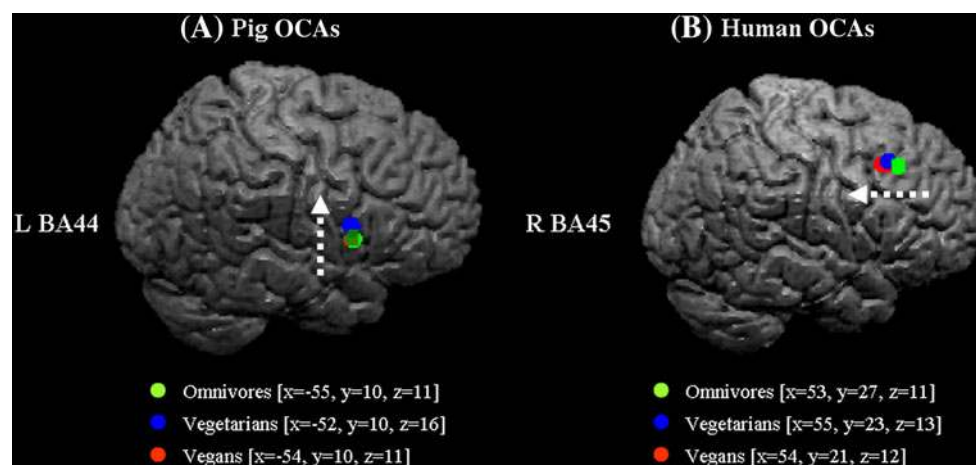 (A) Pig OCAs
(B) Human OCAs
L BA44
R BA45
Omnivores [x=-55, y=10, z=11]
Vegetarians [x=-52, y=10, z=16]
Vegans [x=-54, y=10, z=11]
Omnivores [x=53, y=27, z=11]
Vegetarians [x=55, y=23, z=13]
Vegans [x=54, y=21, z=12]